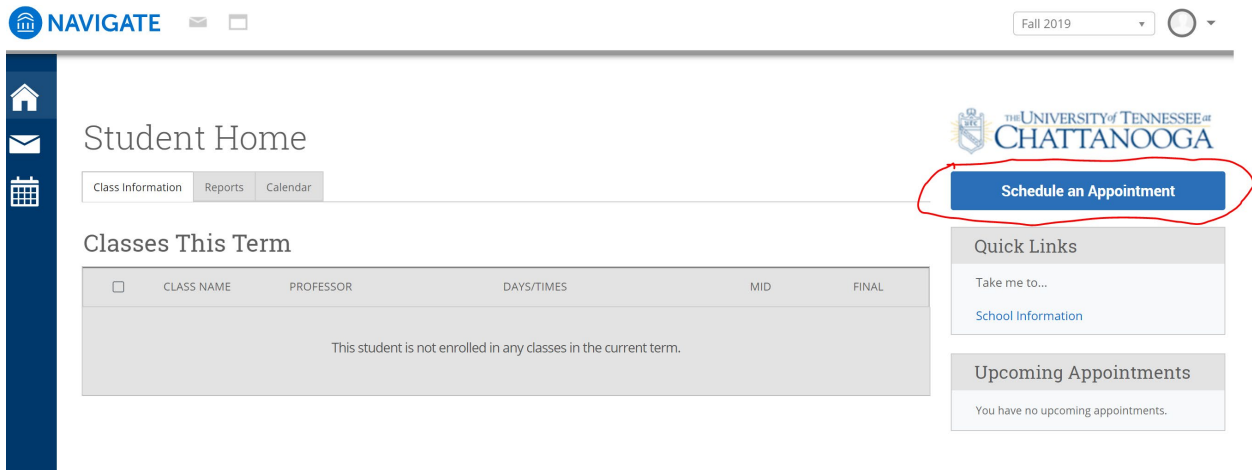 NAVIGATE
Fall 2019
Student Home
THE UNIVERSITY of TENNESSEE at
CHATTANOOGA
Class Information Reports Calendar
Schedule an Appointment
Classes This Term
CLASS NAME PROFESSOR DAYS/TIMES MID FINAL
This student is not enrolled in any classes in the current term.
Quick Links
Take me to...
School Information
Upcoming Appointments
You have no upcoming appointments.